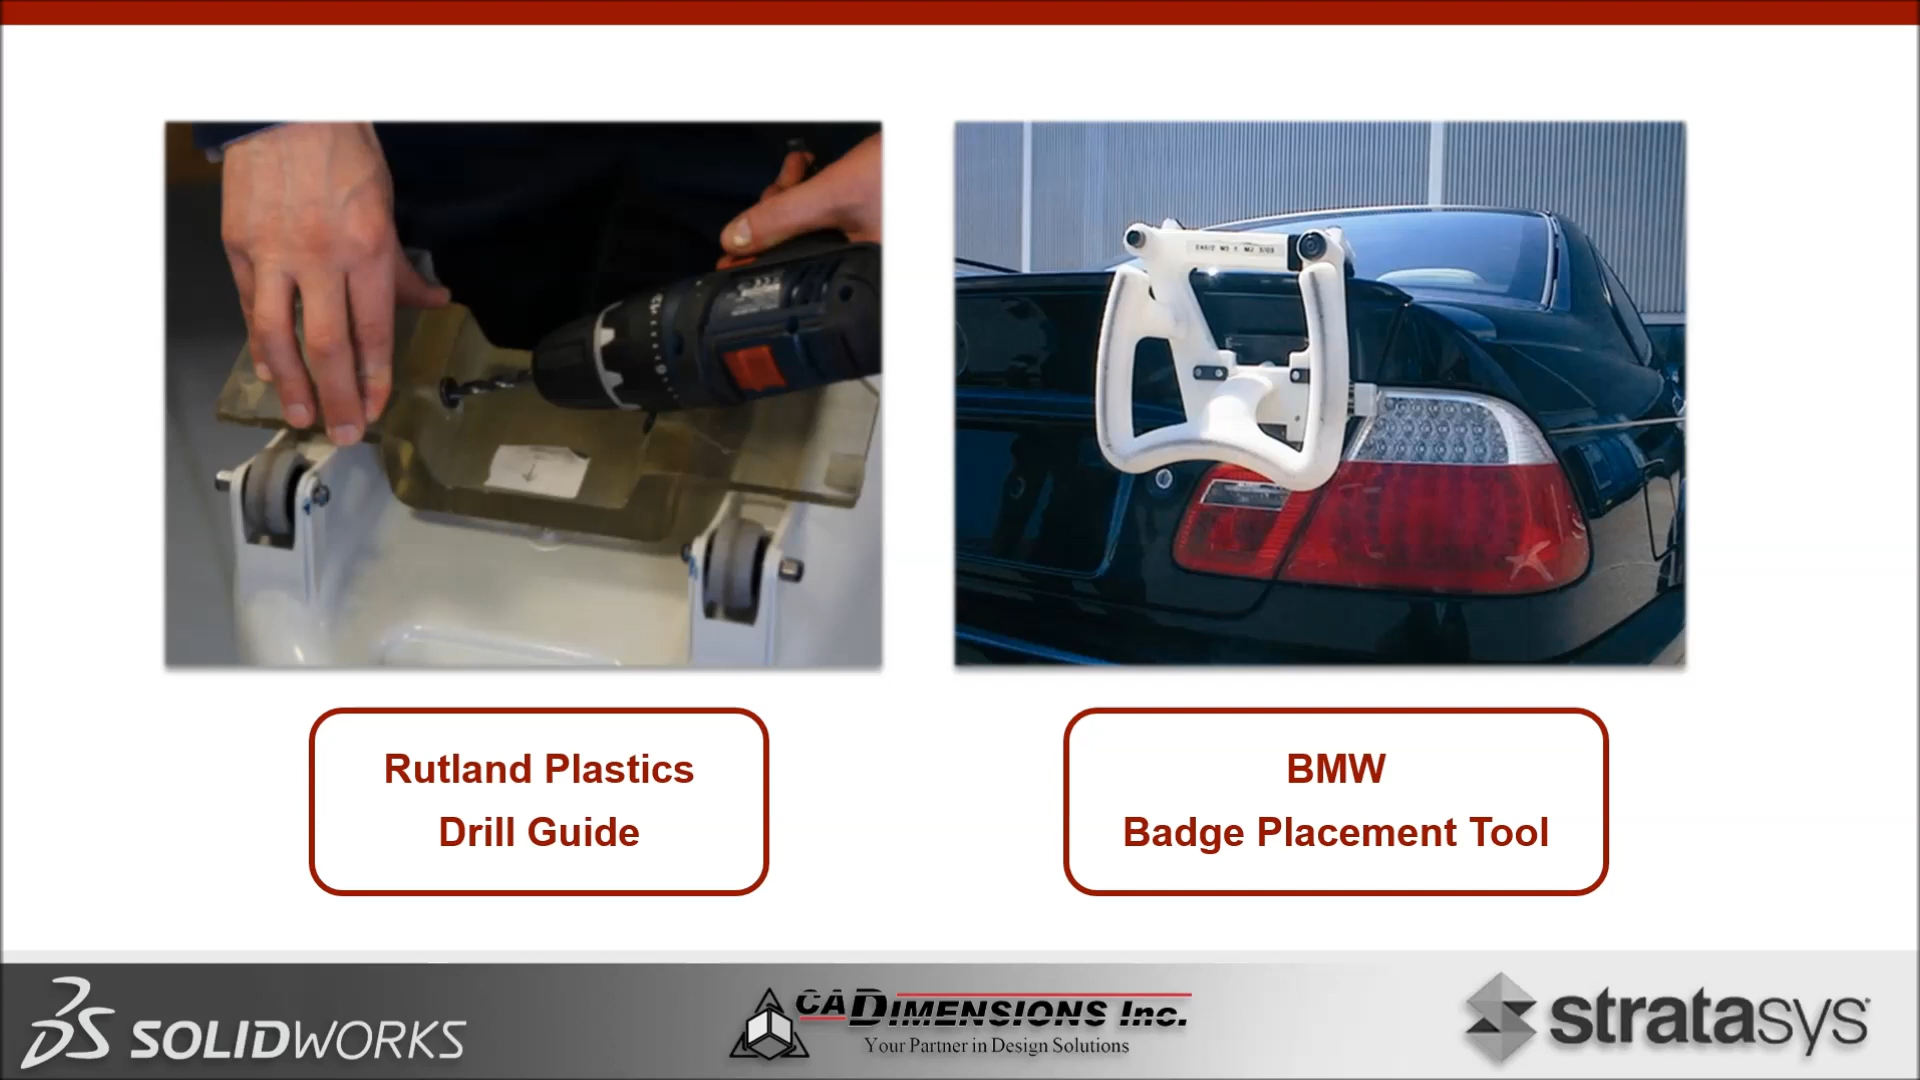 Rutland Plastics
Drill Guide
BMW
Badge Placement Tool
SOLIDWORKS
CADIMENSIONS Inc.
Your Partner in Design Solutions
stratasys